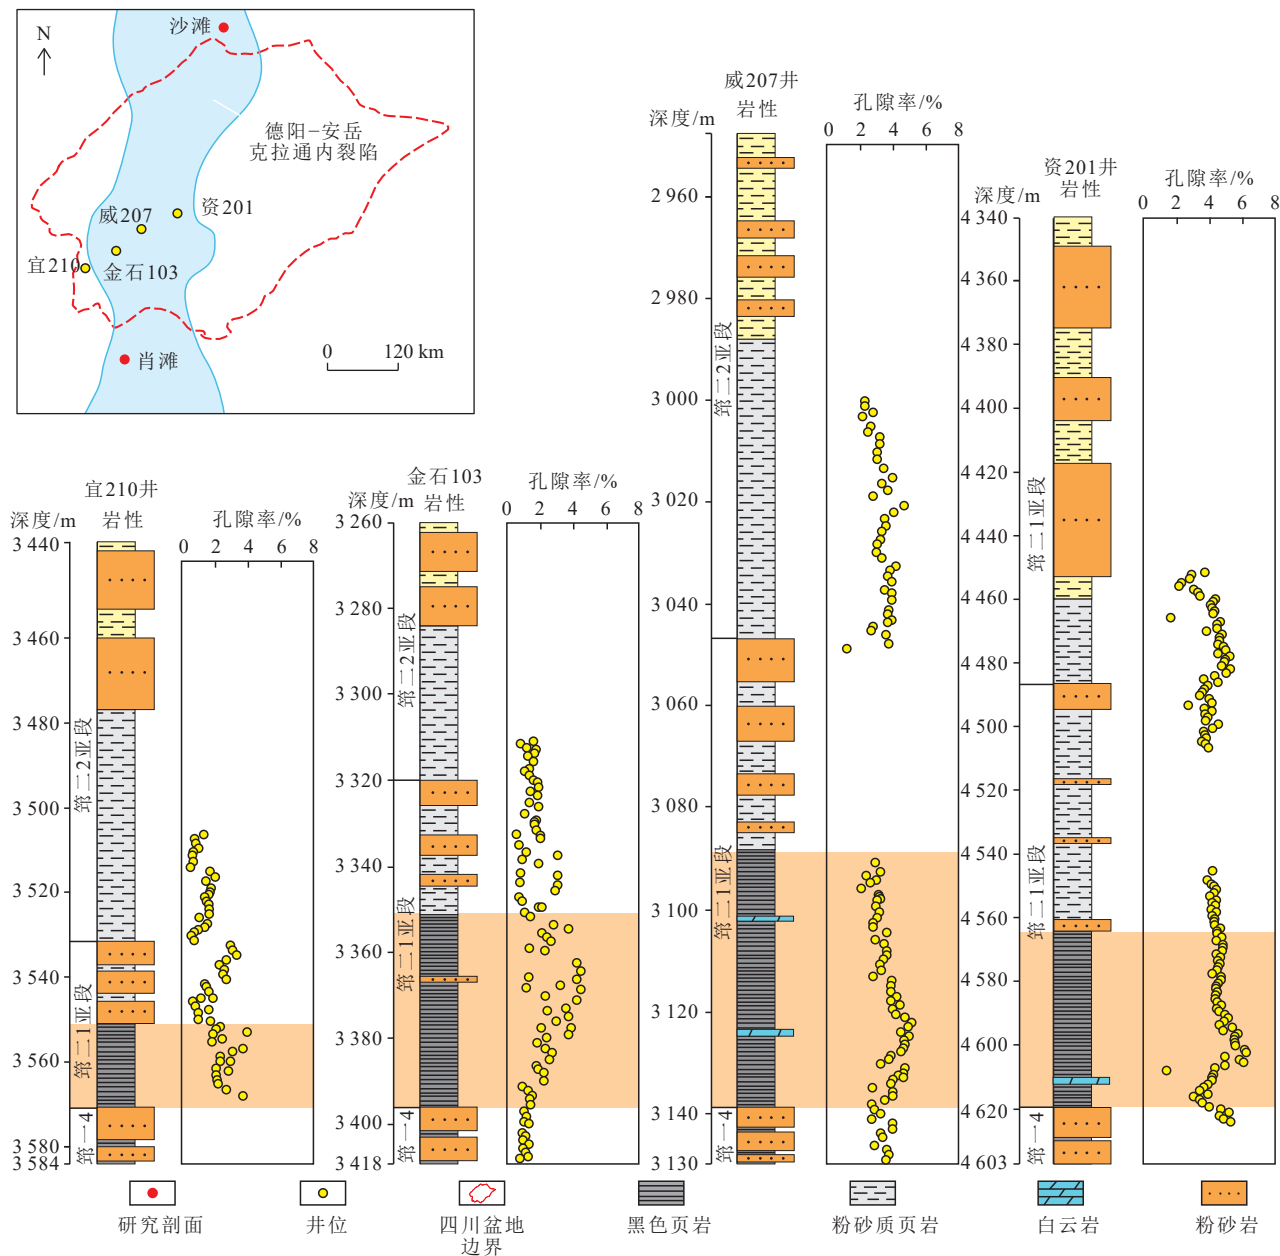 N
沙滩
德阳-安岳
克拉通内裂陷
资201
威207
宜210
金石103
肖滩
0 120 km
宜210井
深度/m
岩性
孔隙率/%
0 2 4 6 8
3 440
3 460
3 480
3 500
3 520
3 540
3 560
3 580
3 584
筇二2亚段
筇二1亚段
筇一4
金石103
深度/m
岩性
孔隙率/%
0 2 4 6 8
3 260
3 280
3 300
3 320
3 340
3 360
3 380
3 400
3 418
筇二2亚段
筇二1亚段
筇一4
威207井
深度/m
岩性
孔隙率/%
0 2 4 6 8
2 960
2 980
3 000
3 020
3 040
3 060
3 080
3 100
3 120
3 140
3 130
筇二2亚段
筇二1亚段
筇一4
资201井
深度/m
岩性
孔隙率/%
0 2 4 6 8
4 340
4 360
4 380
4 400
4 420
4 440
4 460
4 480
4 500
4 520
4 540
4 560
4 580
4 600
4 620
4 603
筇二1亚段
筇二1亚段
筇一4
研究剖面
井位
四川盆地
边界
黑色页岩
粉砂质页岩
白云岩
粉砂岩